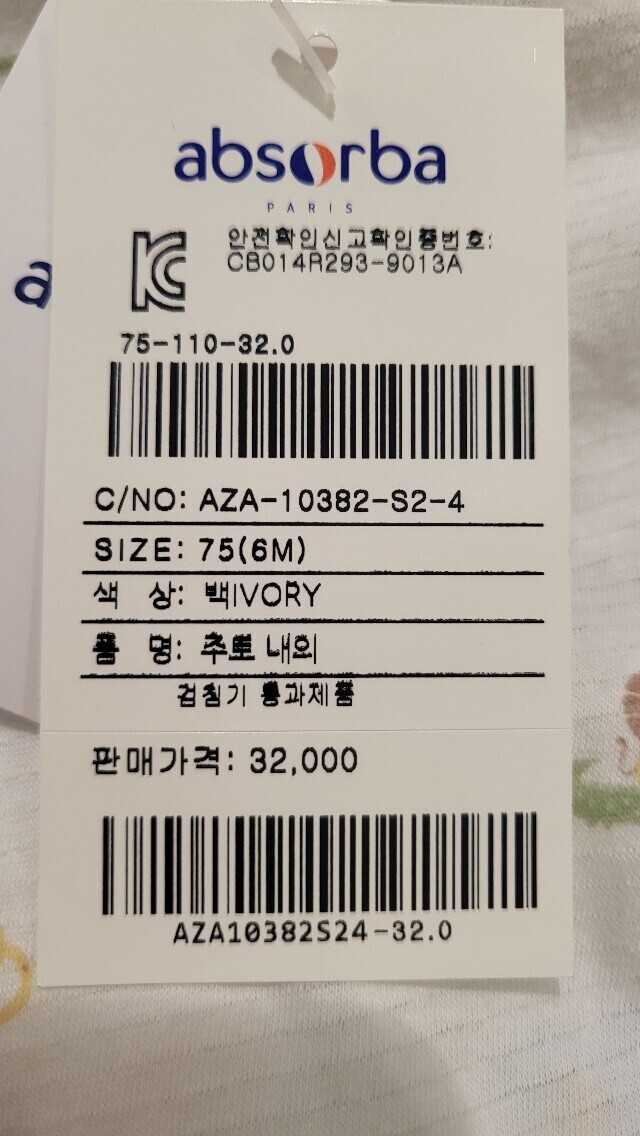 absorba
PARIS
안전확인신고확인증번호:
CB014R293-9013A
75-110-32.0
C/NO: AZA-10382-S2-4
SIZE: 75(6M)
색 상: 백IVORY
품 명: 추토 내의
검침기 통과제품
판매가격: 32,000
AZA10382S24-32.0
a